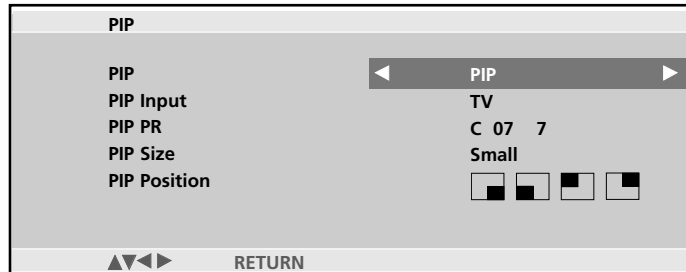 PIP
PIP ◀ PIP ▶
PIP Input TV
PIP PR C 07 7
PIP Size Small
PIP Position
▲▼◀ ▶ RETURN